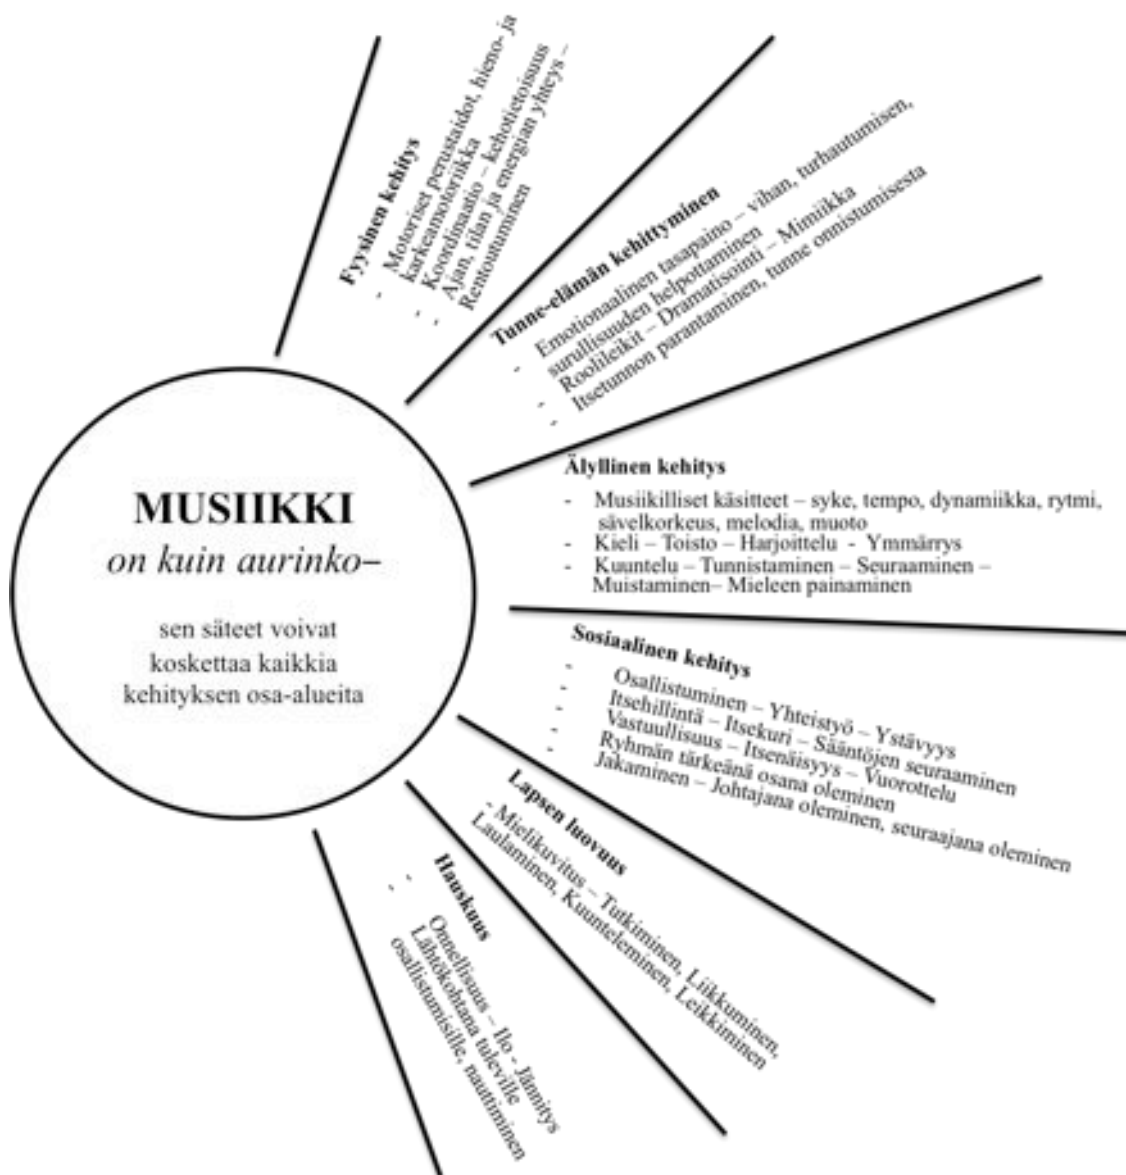 MUSIIKKI
on kuin aurinko–
sen säteet voivat
koskettaa kaikkia
kehityksen osa-alueita
Fyysinen kehitys
- Motoriset perustaidot, hieno- ja
karkeamotoriikka
- Koordinaatio – kehotietoisuus
- Ajan, tilan ja energian yhteys –
Rentoutuminen
Tunne-elämän kehittyminen
- Emotionaalinen tasapaino – vihan, turhautumisen,
surullisuuden helpottaminen
- Roolileikit – Dramatisointi – Mimiikka
- Itsetunnon parantaminen, tunne onnistumisesta
Älyllinen kehitys
- Musiikilliset käsitteet – syke, tempo, dynamiikka, rytmi,
sävelkorkeus, melodia, muoto
- Kieli – Toisto – Harjoittelu - Ymmärrys
- Kuuntelu – Tunnistaminen – Seuraaminen –
Muistaminen– Mieleen painaminen
Sosiaalinen kehitys
- Osallistuminen – Yhteistyö – Ystävyys
- Itsehillintä – Itsekuri – Sääntöjen seuraaminen
- Vastuullisuus – Itsenäisyys – Vuorottelu
- Ryhmän tärkeänä osana oleminen
- Jakaminen – Johtajana oleminen, seuraajana oleminen
Lapsen luovuus
- Mielikuvitus – Tutkiminen, Liikkuminen,
Laulaminen, Kuunteleminen, Leikkiminen
Hauskuus
- Onnellisuus – Ilo - Jännitys
- Lähtökohtana tuleville
osallistumisille, nauttiminen